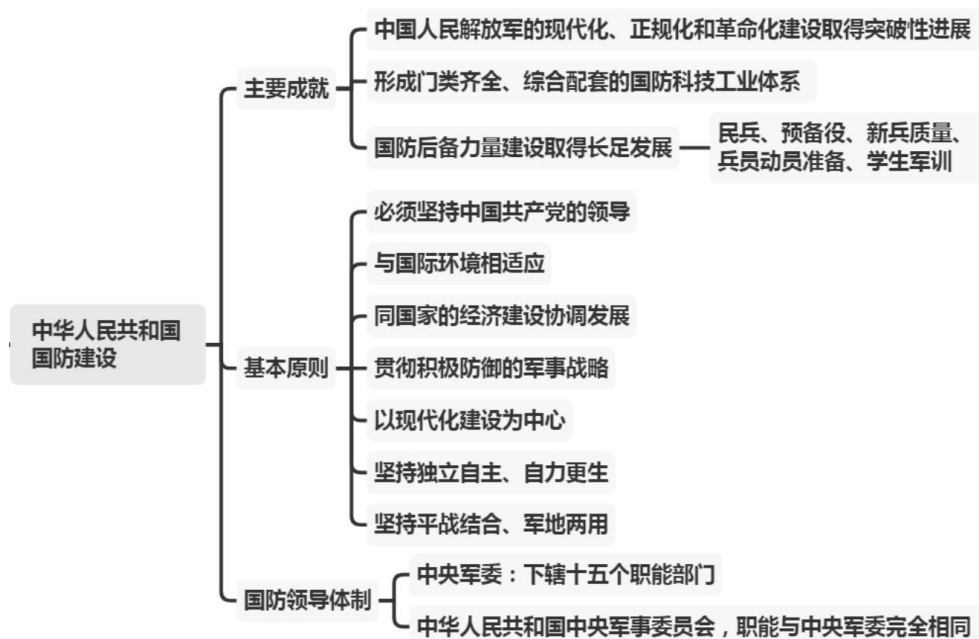 中国人民解放军的现代化、正规化和革命化建设取得突破性进展
主要成就
形成门类齐全、综合配套的国防科技工业体系
国防后备力量建设取得长足发展
民兵、预备役、新兵质量、
兵员动员准备、学生军训
必须坚持中国共产党的领导
与国际环境相适应
同国家的经济建设协调发展
中华人民共和国
国防建设
基本原则
贯彻积极防御的军事战略
以现代化建设为中心
坚持独立自主、自力更生
坚持平战结合、军地两用
国防领导体制
中央军委：下辖十五个职能部门
中华人民共和国中央军事委员会，职能与中央军委完全相同